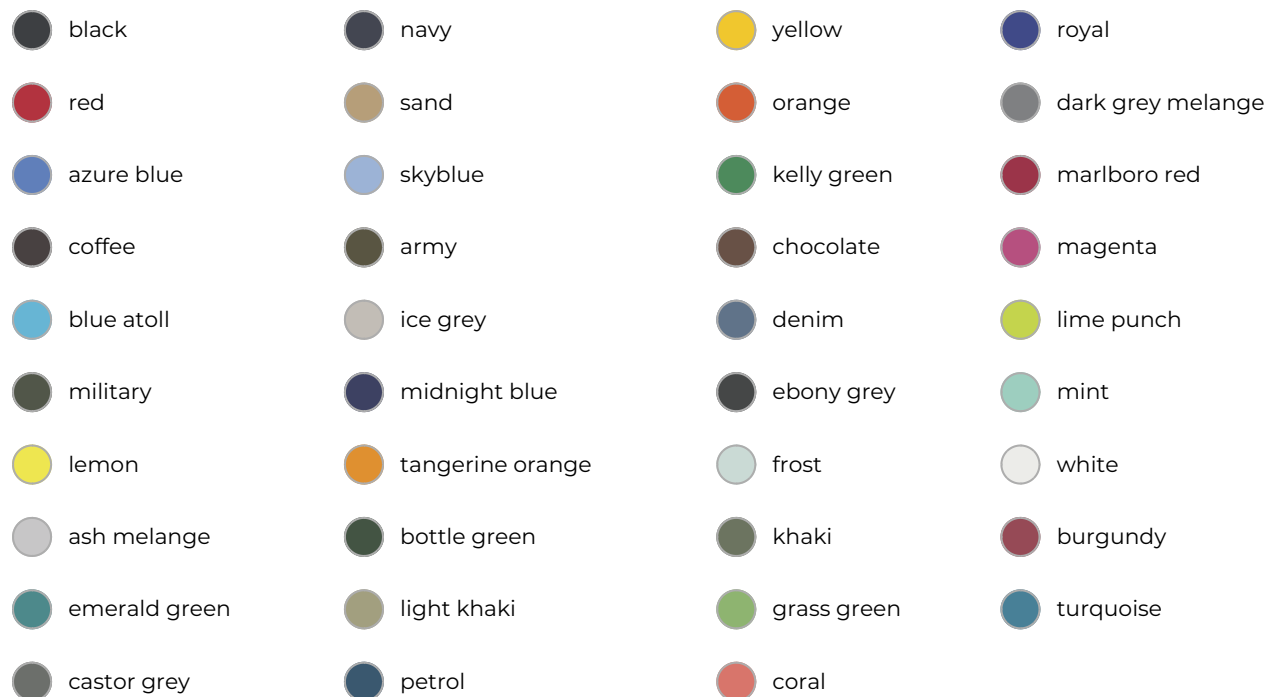 black
navy
yellow
royal
red
sand
orange
dark grey melange
azure blue
skyblue
kelly green
marlboro red
coffee
army
chocolate
magenta
blue atoll
ice grey
denim
lime punch
military
midnight blue
ebony grey
mint
lemon
tangerine orange
frost
white
ash melange
bottle green
khaki
burgundy
emerald green
light khaki
grass green
turquoise
castor grey
petrol
coral